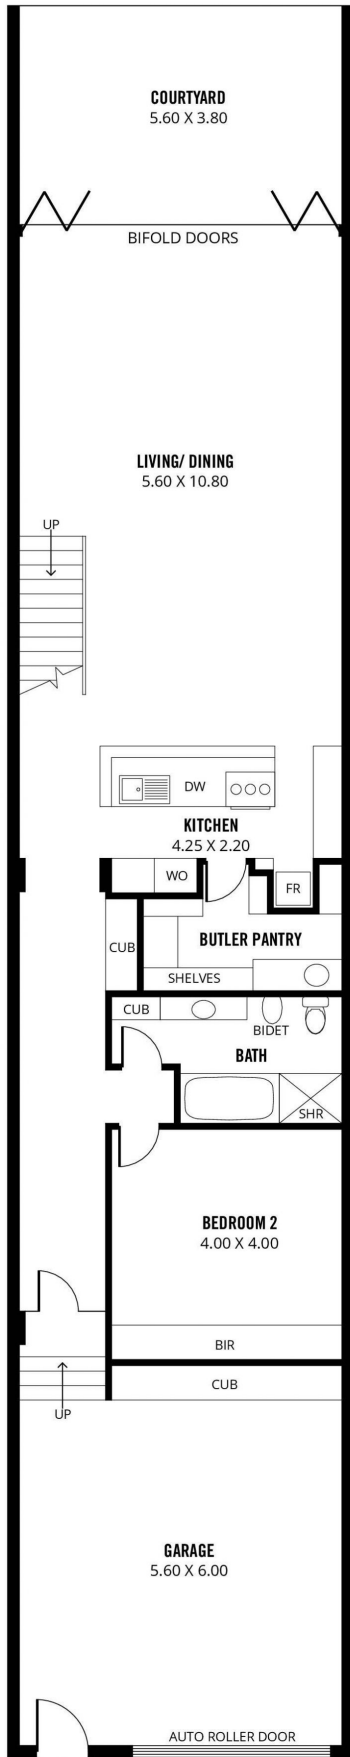 COURTYARD
5.60 X 3.80
BIFOLD DOORS
LIVING/ DINING
5.60 X 10.80
UP
DW
KITCHEN
4.25 X 2.20
WO
FR
CUB
BUTLER PANTRY
SHELVES
CUB
BIDET
BATH
SHR
BEDROOM 2
4.00 X 4.00
BIR
CUB
UP
GARAGE
5.60 X 6.00
AUTO ROLLER DOOR